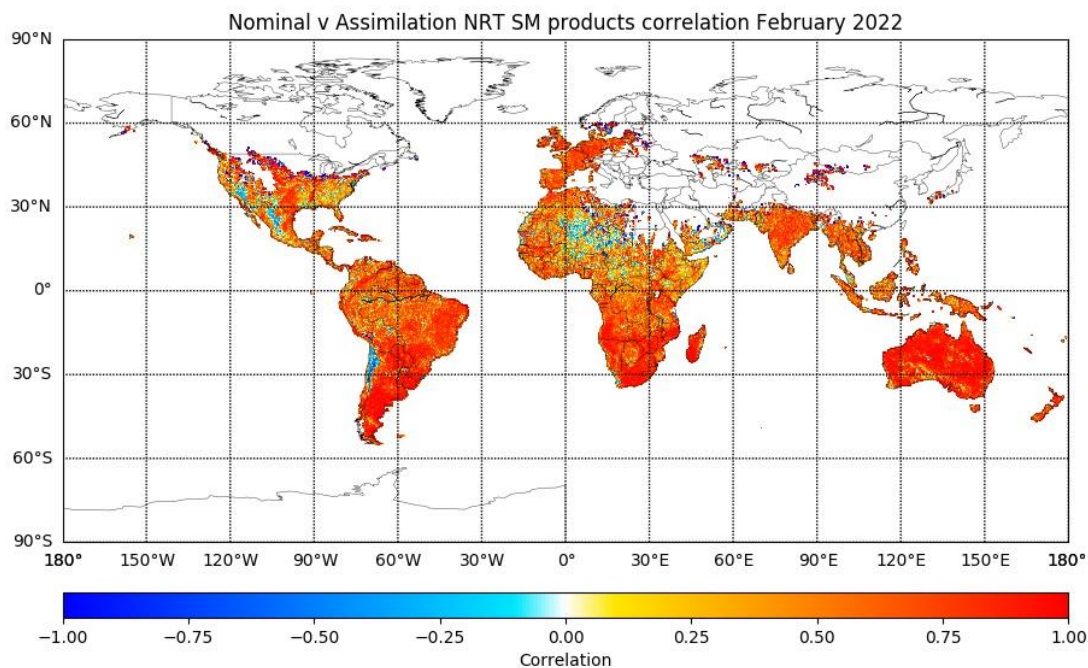 Nominal v Assimilation NRT SM products correlation February 2022
90°N
60°N
30°N
0°
30°S
60°S
90°S
180° 150°W 120°W 90°W 60°W NRT 0° 30°E 60°E 90°E 120°E 150°E 180°
−1.00 −0.75 −0.50 −0.25 0.00 0.25 0.50 0.75 1.00
Correlation